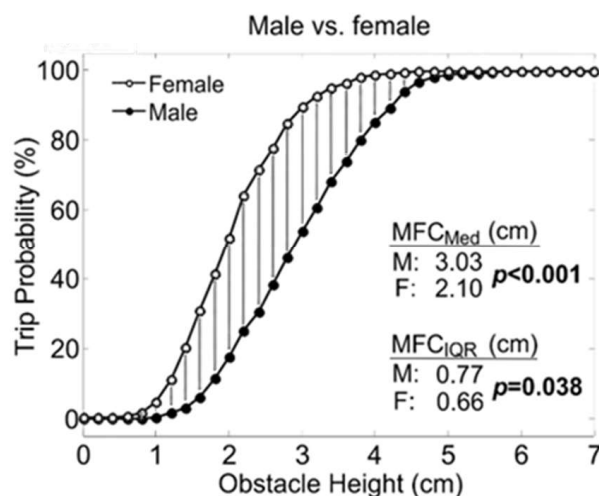 Male vs. female
Trip Probability (%)
100
80
60
40
20
0
Female
Male
MFCMed (cm)
M: 3.03
F: 2.10
p<0.001
MFCIQR (cm)
M: 0.77
F: 0.66
p=0.038
0 1 2 3 4 5 6 7
Obstacle Height (cm)